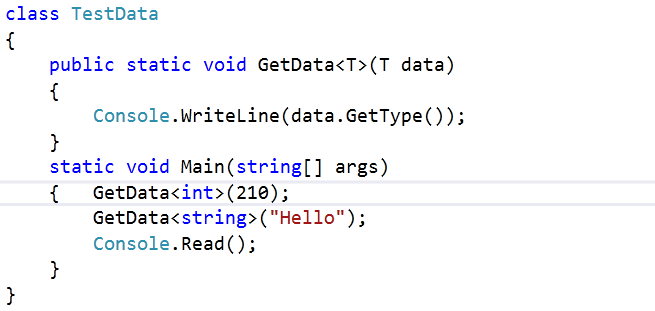 class TestData
{
    public static void GetData<T>(T data)
    {
        Console.WriteLine(data.GetType());
    }
    static void Main(string[] args)
    {   GetData<int>(210);
        GetData<string>("Hello");
        Console.Read();
    }
}